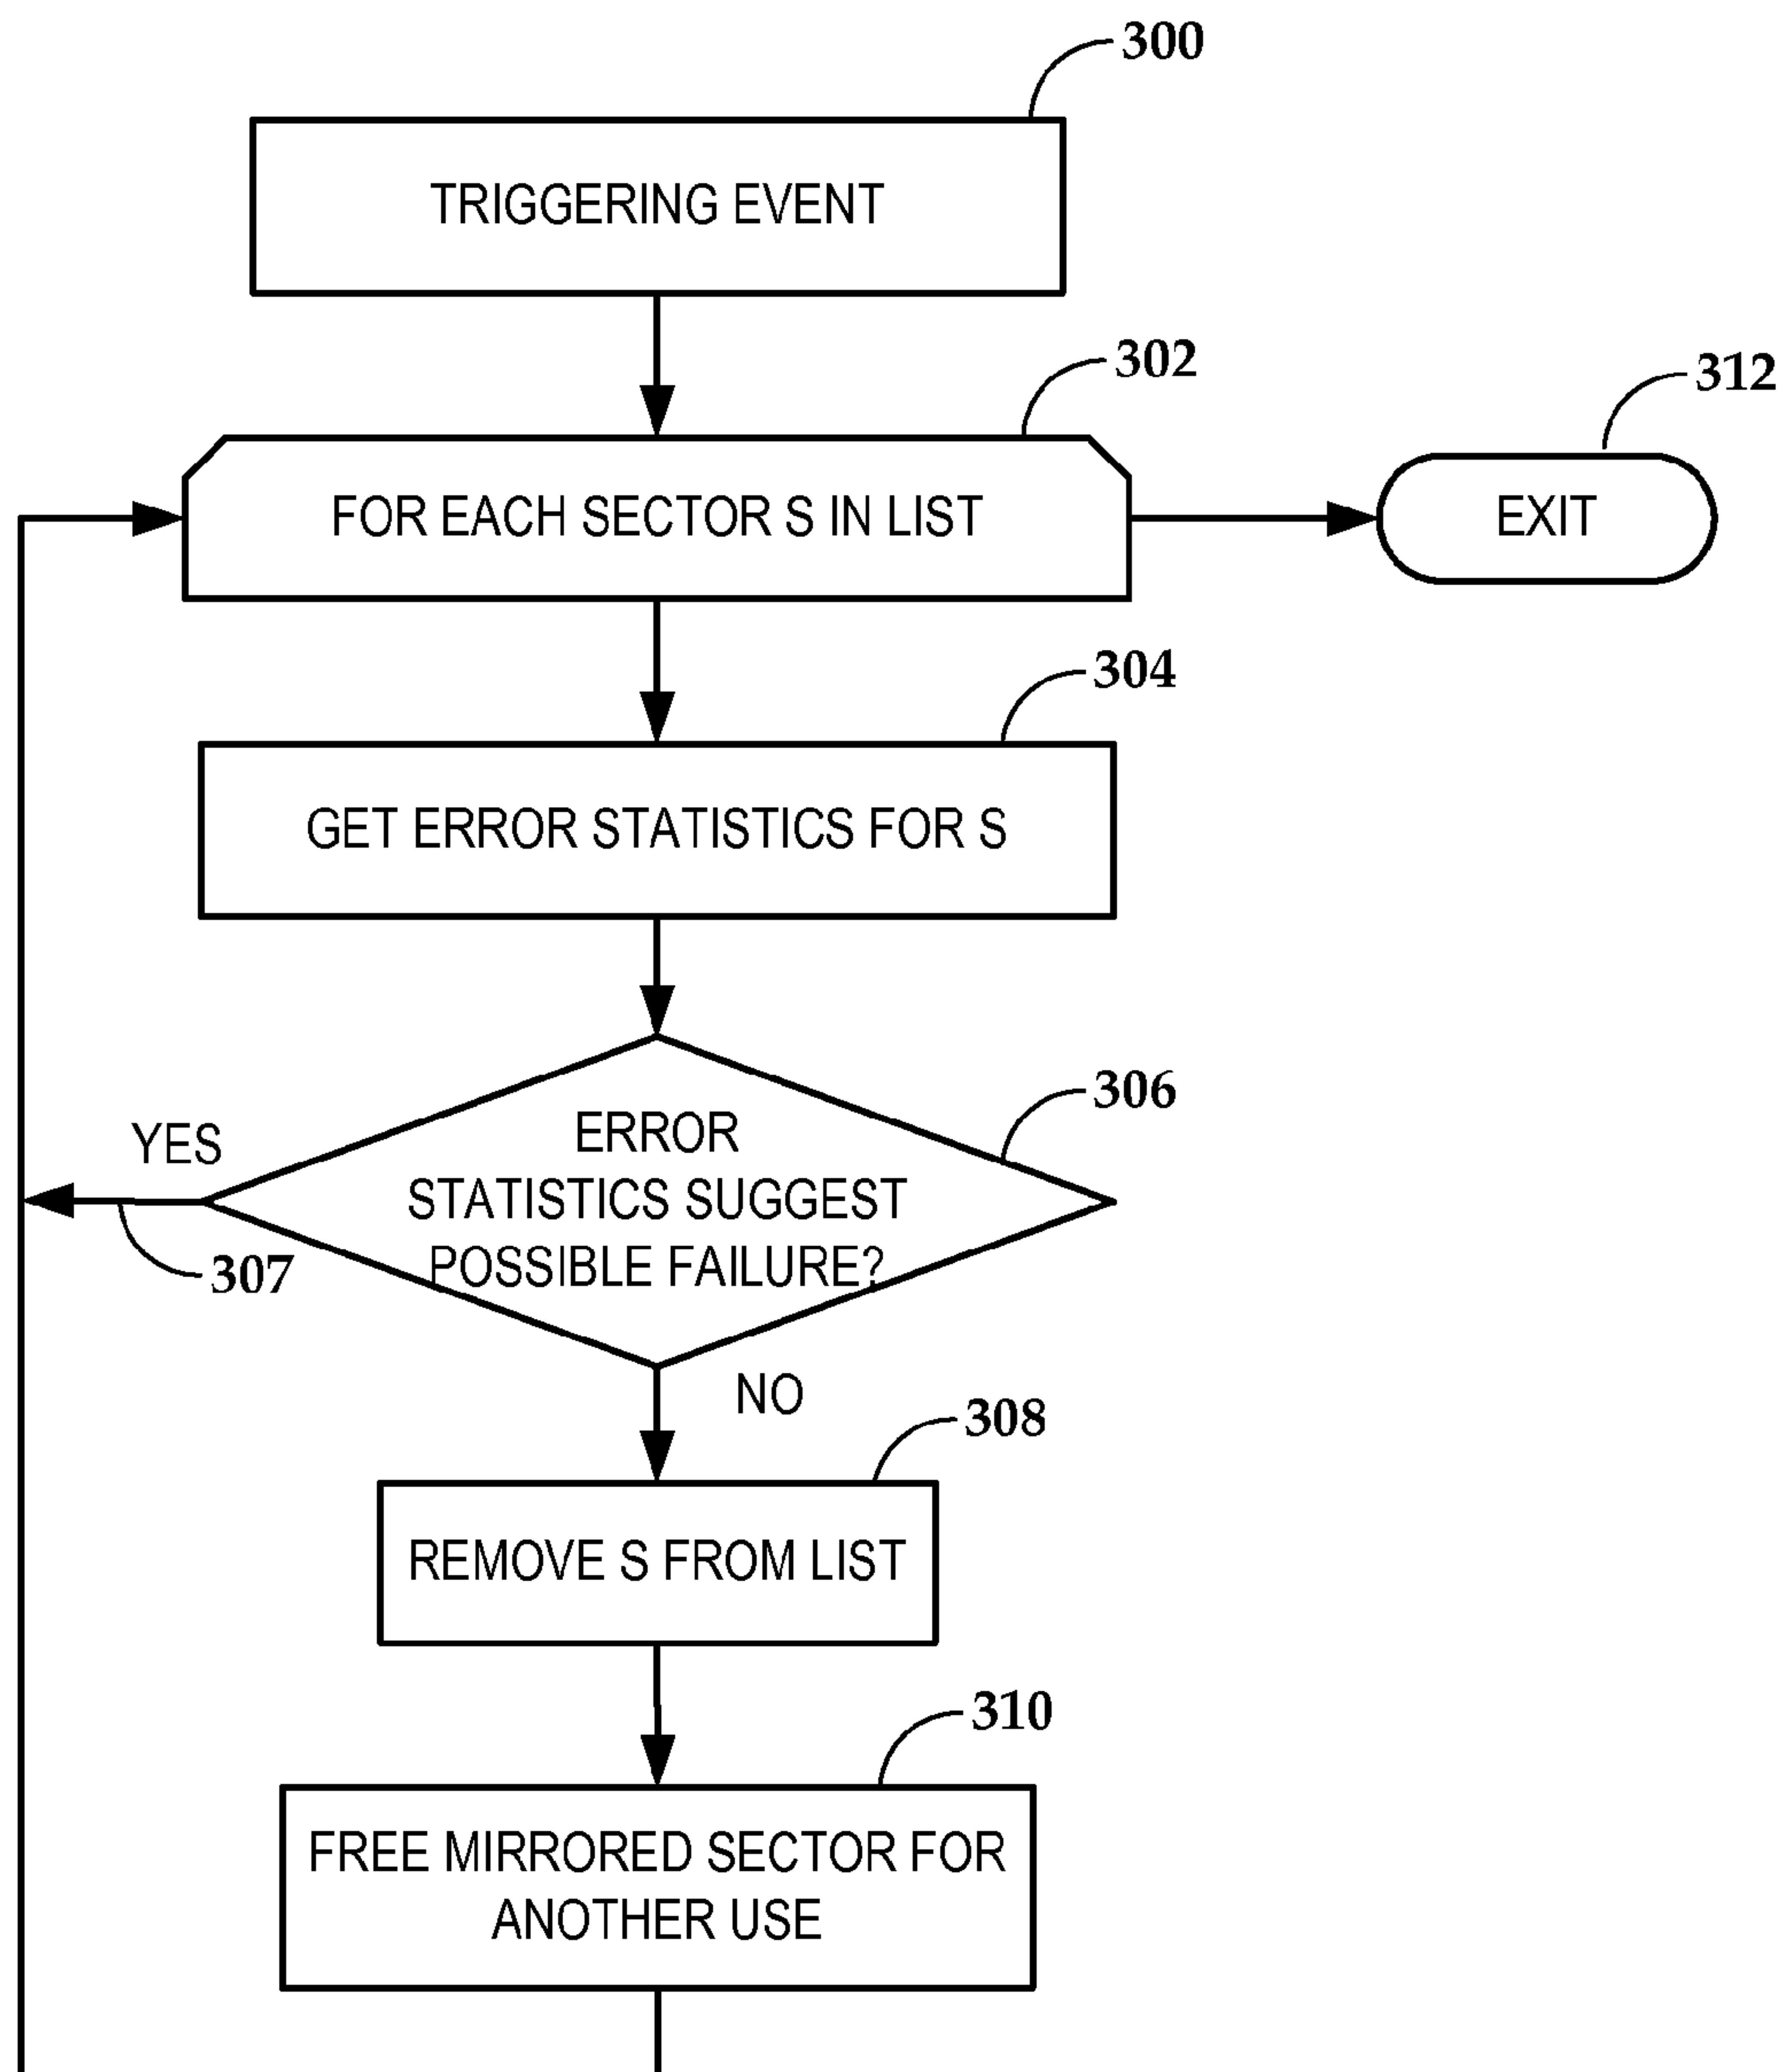 300
TRIGGERING EVENT
302
312
FOR EACH SECTOR S IN LIST
EXIT
304
GET ERROR STATISTICS FOR S
306
YES
ERROR
STATISTICS SUGGEST
POSSIBLE FAILURE?
307
NO
308
REMOVE S FROM LIST
310
FREE MIRRORED SECTOR FOR
ANOTHER USE